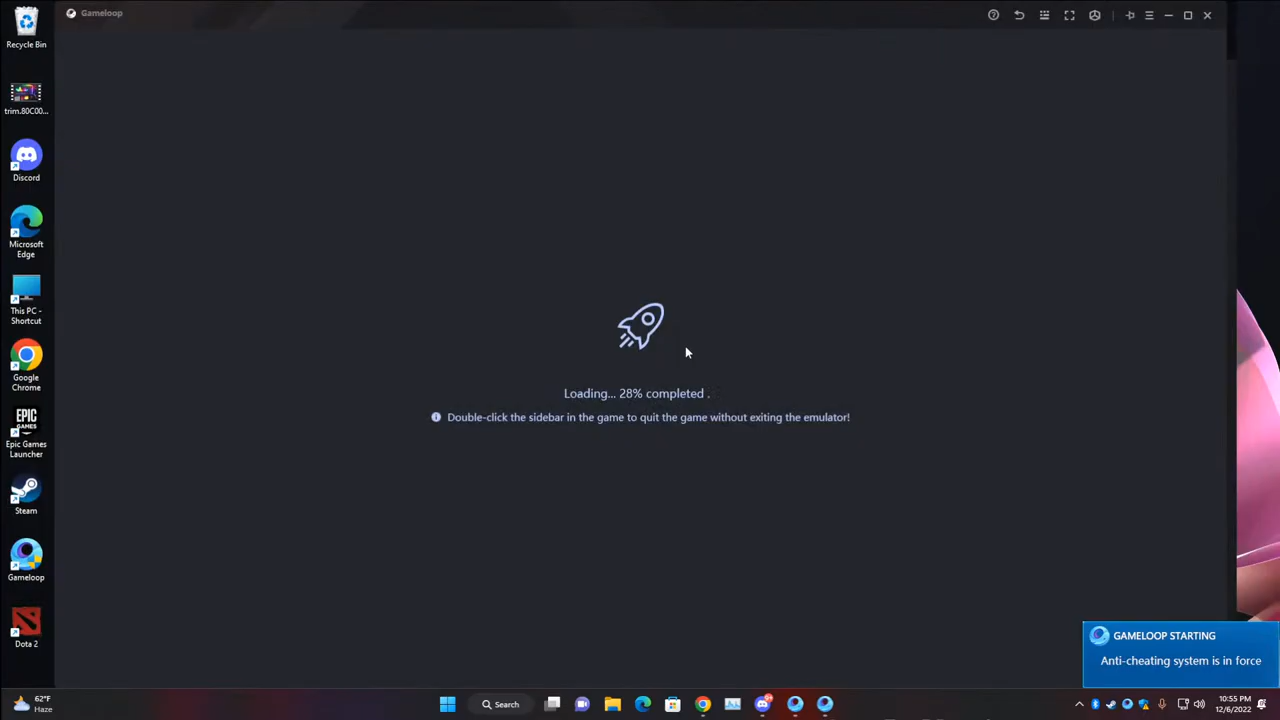 Gameloop
Recycle Bin
trim.80C00...
Discord
Microsoft
Edge
This PC -
Shortcut
Google
Chrome
EPIC
GAMES
Epic Games
Launcher
Steam
Gameloop
Dota 2
Loading... 28% completed .
Double-click the sidebar in the game to quit the game without exiting the emulator!
GAMELOOP STARTING
Anti-cheating system is in force
62°F
Haze
Search
10:55 PM
12/6/2022